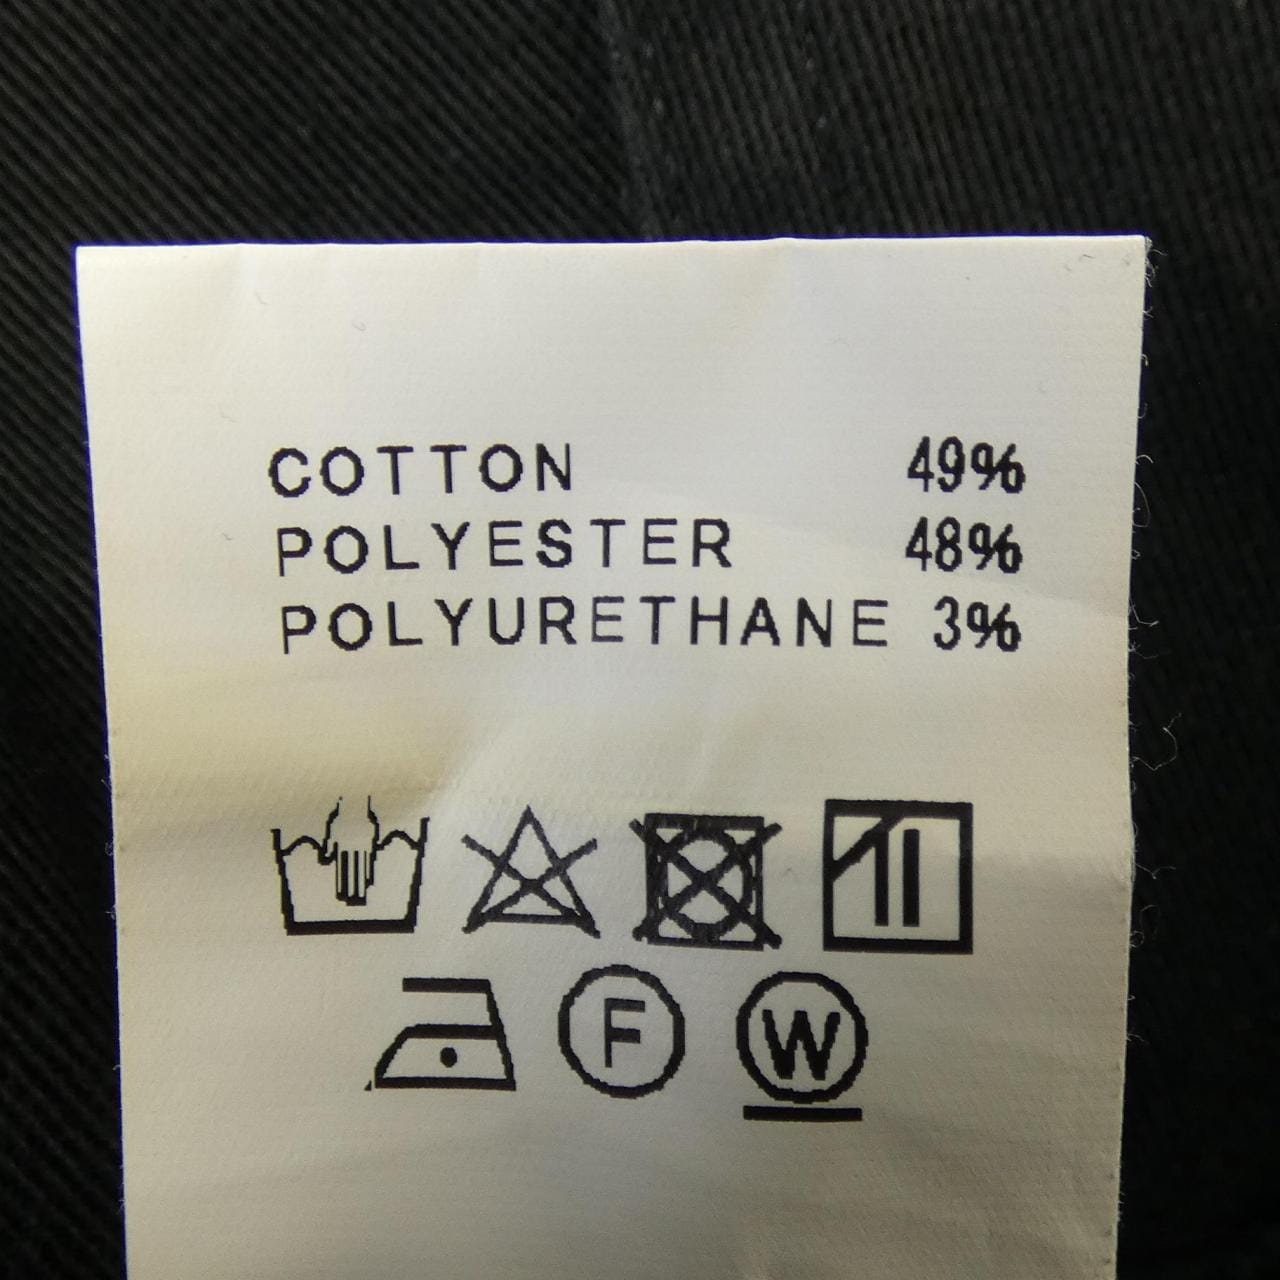 COTTON 49%
POLYESTER 48%
POLYURETHANE 3%
F W